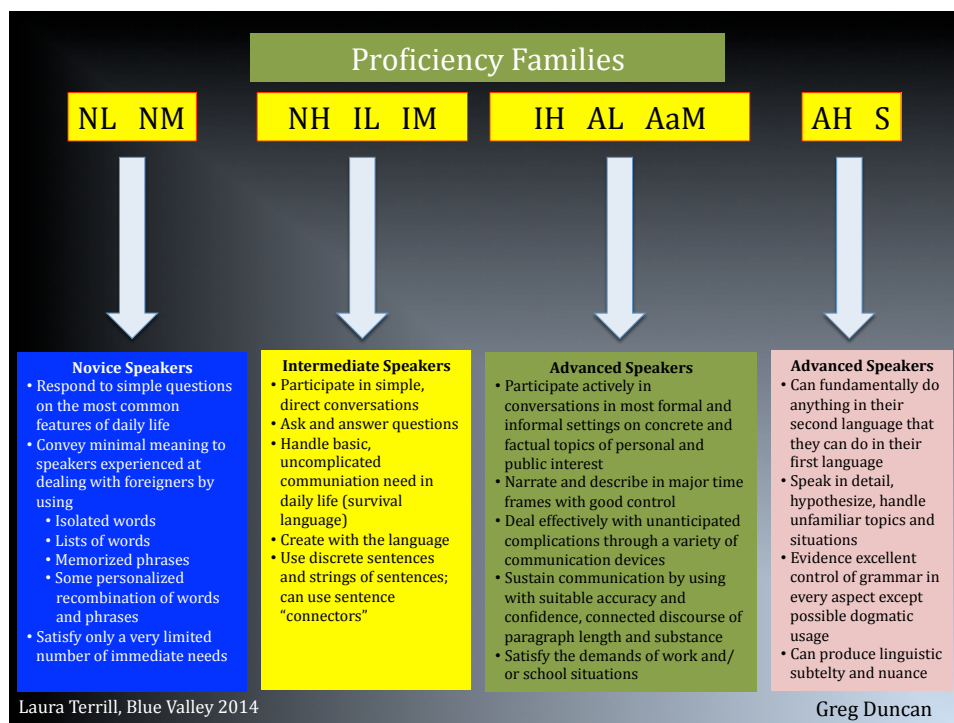 Proficiency Families
NL NM
NH IL IM
IH AL AaM
AH S
Novice Speakers
• Respond to simple questions
on the most common
features of daily life
• Convey minimal meaning to
speakers experienced at
dealing with foreigners by
using
• Isolated words
• Lists of words
• Memorized phrases
• Some personalized
recombination of words
and phrases
• Satisfy only a very limited
number of immediate needs
Intermediate Speakers
• Participate in simple,
direct conversations
• Ask and answer questions
• Handle basic,
uncomplicated
communiation need in
daily life (survival
language)
• Create with the language
• Use discrete sentences
and strings of sentences;
can use sentence
“connectors”
Advanced Speakers
• Participate actively in
conversations in most formal and
informal settings on concrete and
factual topics of personal and
public interest
• Narrate and describe in major time
frames with good control
• Deal effectively with unanticipated
complications through a variety of
communication devices
• Sustain communication by using
with suitable accuracy and
confidence, connected discourse of
paragraph length and substance
• Satisfy the demands of work and/
or school situations
Advanced Speakers
• Can fundamentally do
anything in their
second language that
they can do in their
first language
• Speak in detail,
hypothesize, handle
unfamiliar topics and
situations
• Evidence excellent
control of grammar in
every aspect except
possible dogmatic
usage
• Can produce linguistic
subtelty and nuance
Laura Terrill, Blue Valley 2014
Greg Duncan